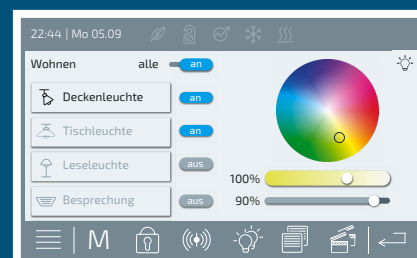 22:44 | Mo 05.09
Wohnen alle an
Deckenleuchte an
Tischleuchte an
Leseleuchte aus
Besprechung aus
100%
90%
M